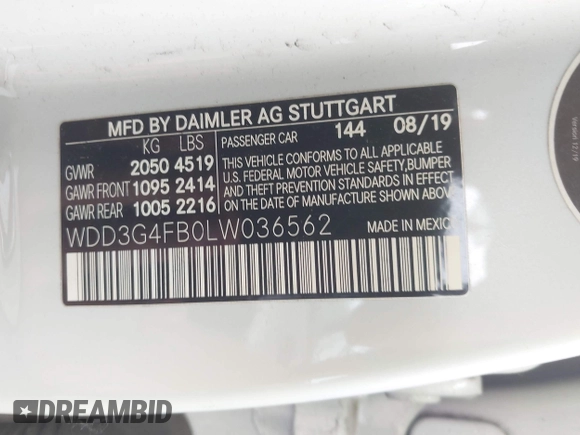 MFD BY DAIMLER AG STUTTGART
KG LBS
GVWR 2050 4519
GAWR FRONT 1095 2414
GAWR REAR 1005 2216
PASSENGER CAR 144 08/19
THIS VEHICLE CONFORMS TO ALL APPLICABLE
U.S. FEDERAL MOTOR VEHICLE SAFETY, BUMPER
AND THEFT PREVENTION STANDARDS IN EFFECT
ON THE DATE OF MANUFACTURE SHOWN ABOVE.
WDD3G4FB0LW036562
MADE IN MEXICO
DREAMBID